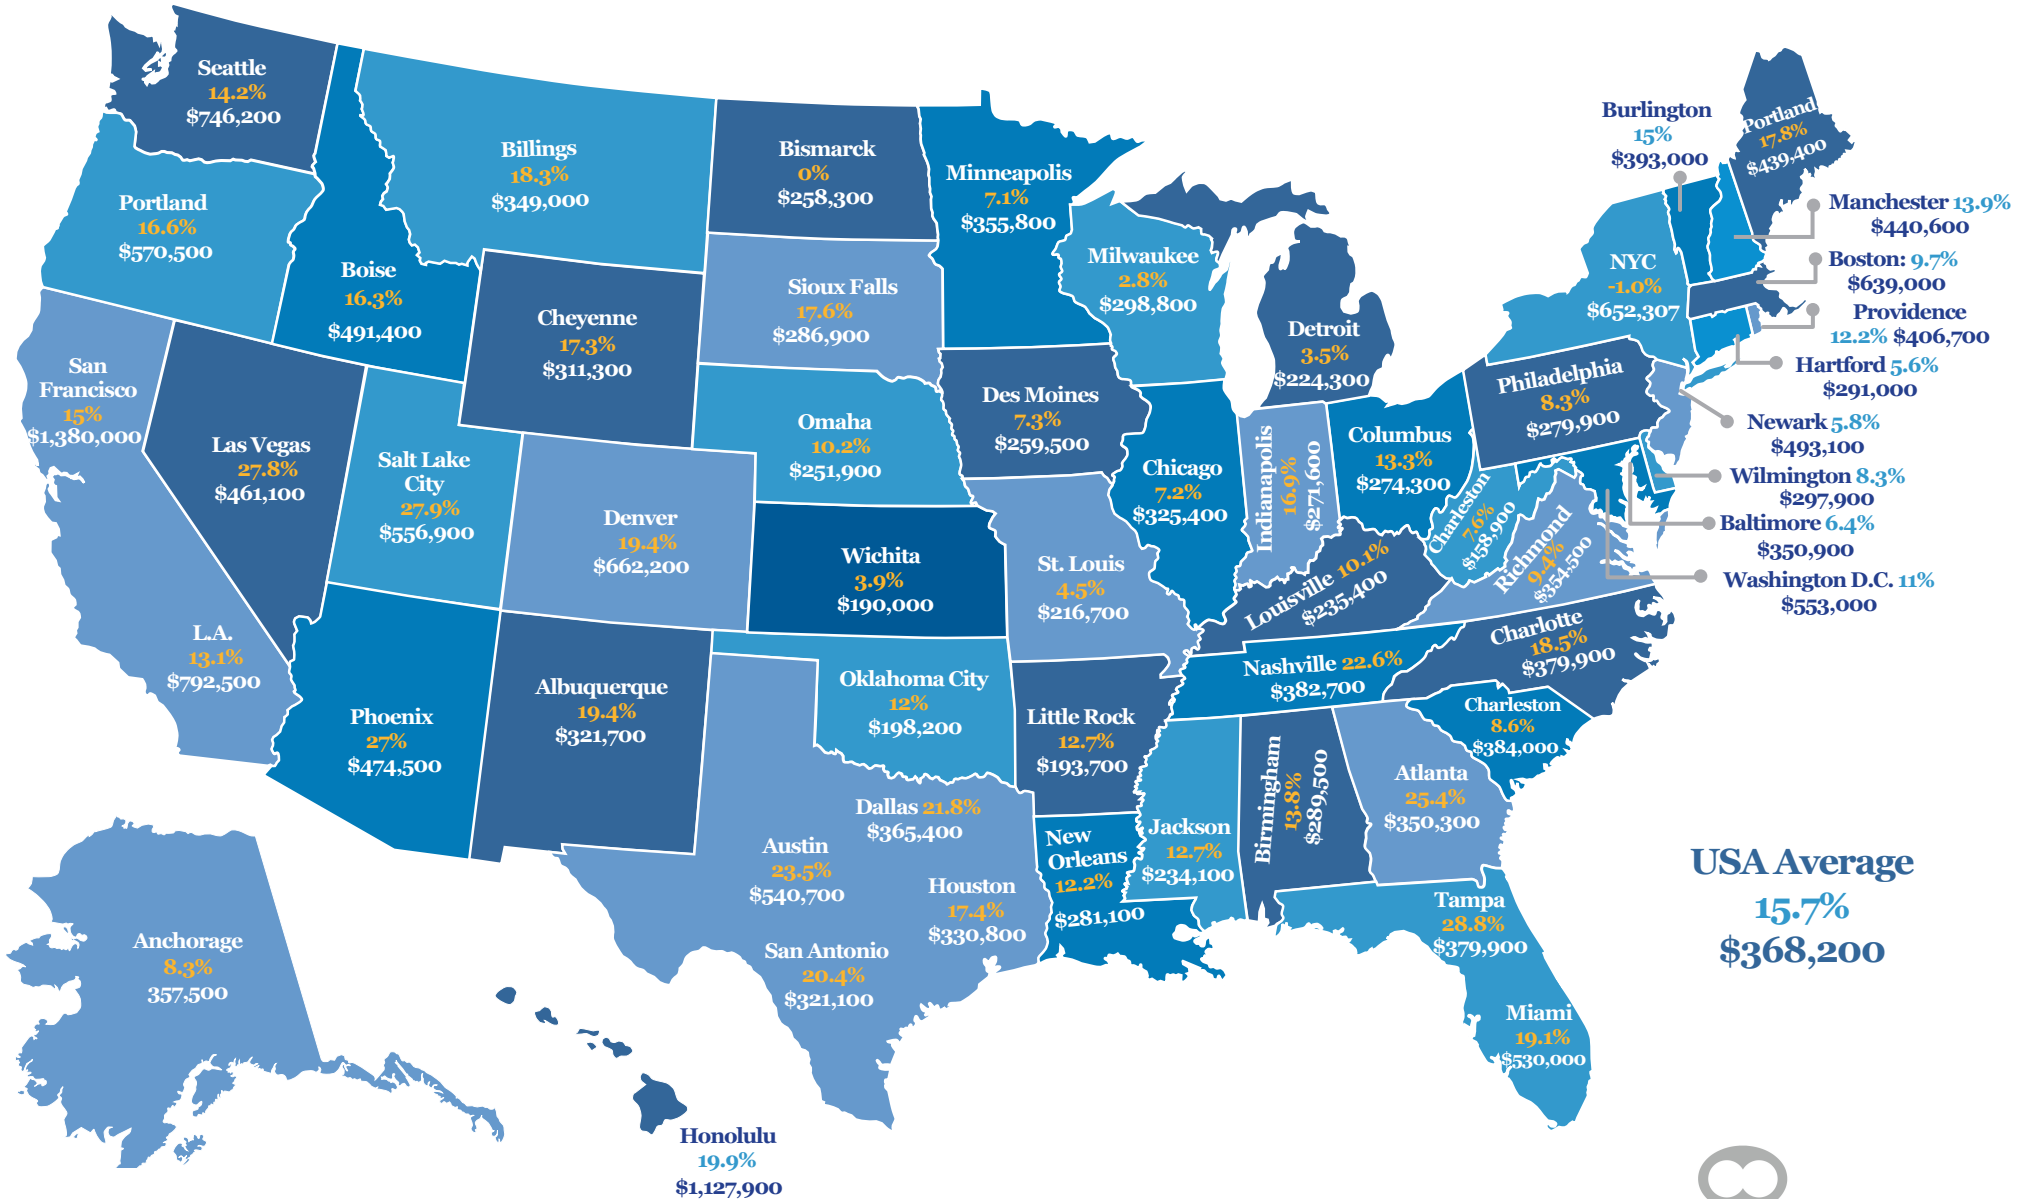 Seattle
14.2%
$746,200
Portland
16.6%
$570,500
Boise
16.3%
$491,400
Billings
18.3%
$349,000
Bismarck
0%
$258,300
Minneapolis
7.1%
$355,800
Sioux Falls
17.6%
$286,900
Cheyenne
17.3%
$311,300
Milwaukee
2.8%
$298,800
Detroit
3.5%
$224,300
Burlington
15%
$393,000
Portland
17.8%
$439,400
Manchester 13.9%
$440,600
Boston: 9.7%
$639,000
Providence
12.2% $406,700
Hartford 5.6%
$291,000
NYC
-1.0%
$652,307
Newark 5.8%
$493,100
Wilmington 8.3%
$297,900
Baltimore 6.4%
$350,900
Washington D.C. 11%
$553,000
Philadelphia
8.3%
$279,900
San
Francisco
15%
$1,380,000
Las Vegas
27.8%
$461,100
Salt Lake
City
27.9%
$556,900
Denver
19.4%
$662,200
Omaha
10.2%
$251,900
Des Moines
7.3%
$259,500
Chicago
7.2%
$325,400
Indianapolis
16.9%
$271,600
Columbus
13.3%
$274,300
Charleston
7.6%
$158,900
Richmond
9.4%
$354,500
Wichita
3.9%
$190,000
St. Louis
4.5%
$216,700
Louisville 10.1%
$235,400
L.A.
13.1%
$792,500
Phoenix
27%
$474,500
Albuquerque
19.4%
$321,700
Oklahoma City
12%
$198,200
Little Rock
12.7%
$193,700
Nashville 22.6%
$382,700
Charlotte
18.5%
$379,900
Charleston
8.6%
$384,000
Atlanta
25.4%
$350,300
Birmingham
13.8%
$289,500
Jackson
12.7%
$234,100
New
Orleans
12.2%
$281,100
Dallas 21.8%
$365,400
Austin
23.5%
$540,700
Houston
17.4%
$330,800
San Antonio
20.4%
$321,100
Tampa
28.8%
$379,900
Miami
19.1%
$530,000
USA Average
15.7%
$368,200
Anchorage
8.3%
357,500
Honolulu
19.9%
$1,127,900